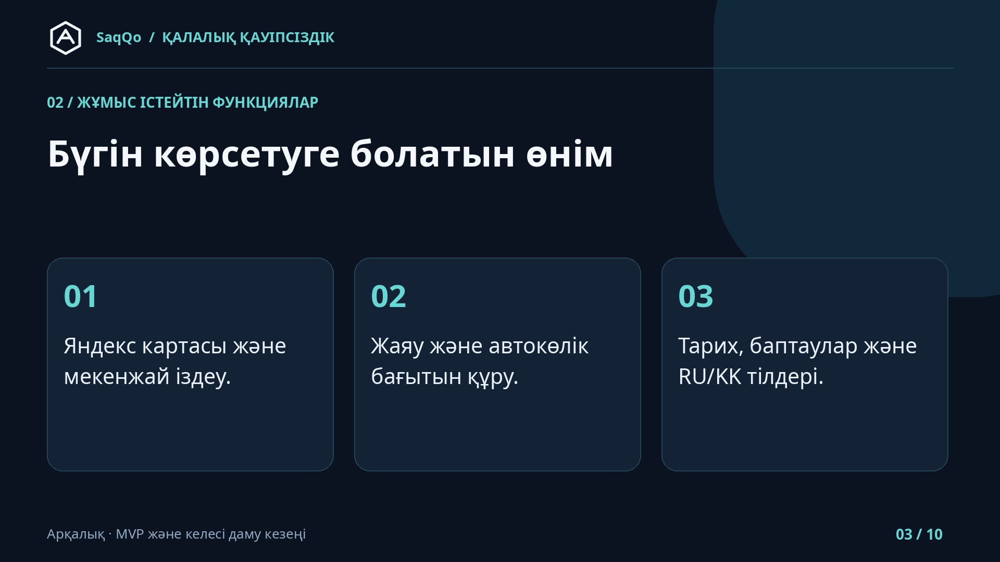 SaqQo / ҚАЛАЛЫҚ ҚАУІПСІЗДІК
02 / ЖҰМЫС ІСТЕЙТІН ФУНКЦИЯЛАР
Бүгін көрсетуге болатын өнім
01
Яндекс картасы және
мекенжай іздеу.
02
Жаяу және автокөлік
бағытын құру.
03
Тарих, баптаулар және
RU/KK тілдері.
Арқалық · MVP және келесі даму кезеңі
03 / 10